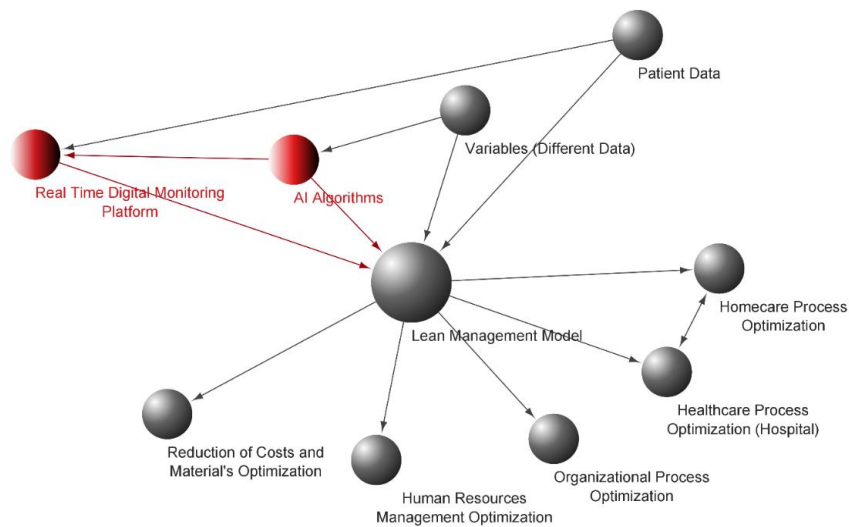 Patient Data
Variables (Different Data)
Real Time Digital Monitoring
Platform
AI Algorithms
Lean Management Model
Homecare Process
Optimization
Healthcare Process
Optimization (Hospital)
Reduction of Costs and
Material's Optimization
Organizational Process
Optimization
Human Resources
Management Optimization